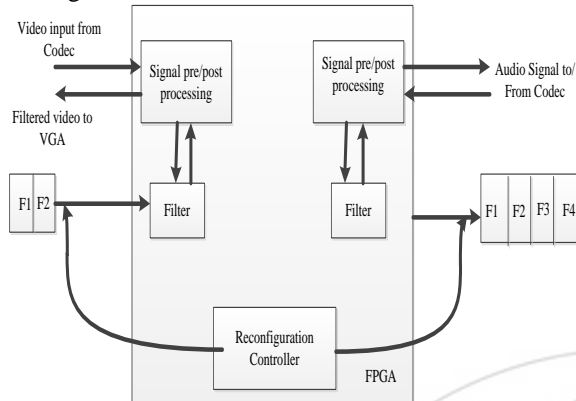 Video input from
Codec
Filtered video to
VGA
Signal pre/post
processing
Signal pre/post
processing
Audio Signal to/
From Codec
F1 F2
Filter
Filter
F1 F2 F3 F4
Reconfiguration
Controller
FPGA